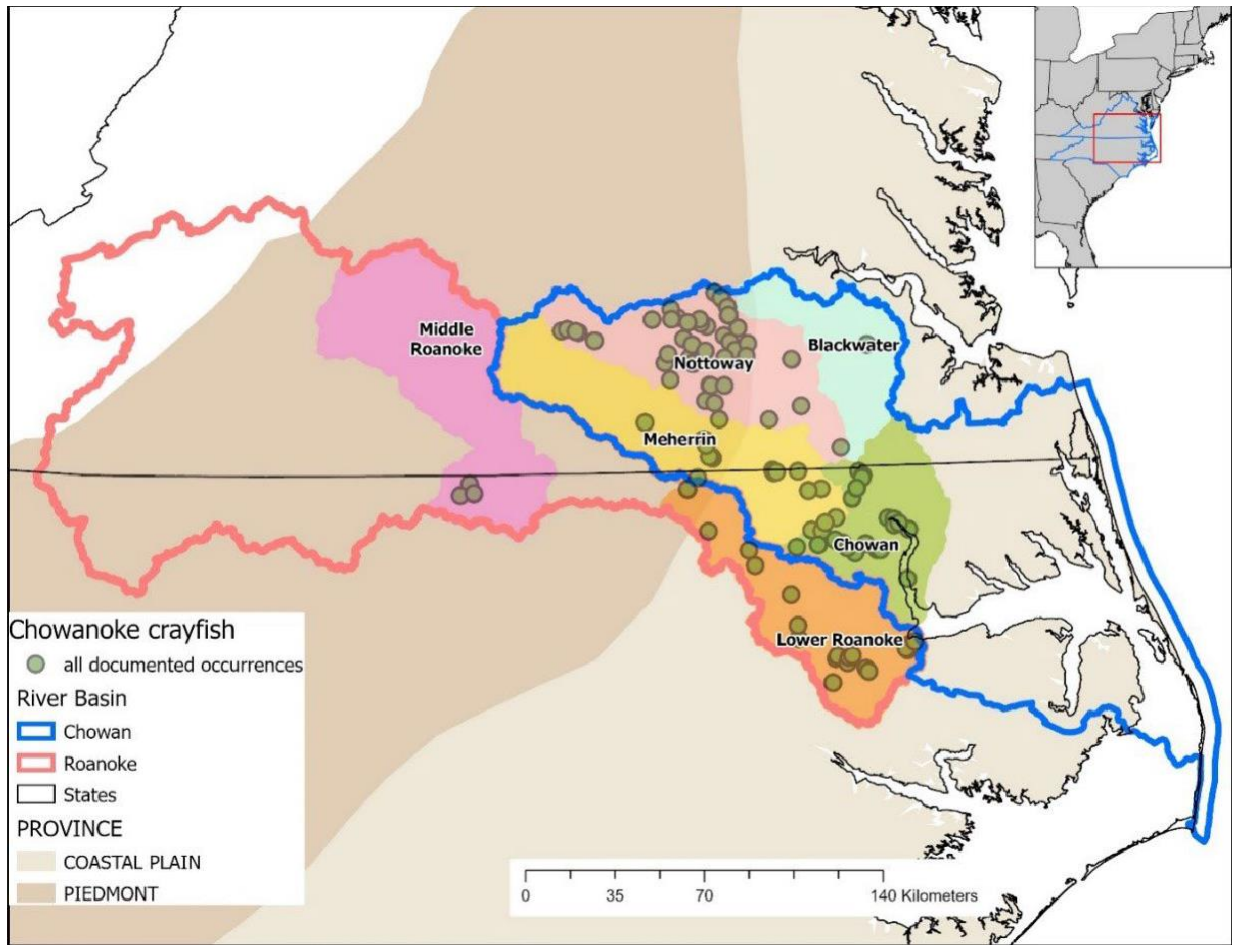 Middle
Roanoke
Blackwater
Nottoway
Meherrin
Chowan
Lower Roanoke
Chowanoke crayfish
all documented occurrences
River Basin
Chowan
Roanoke
States
PROVINCE
COASTAL PLAIN
PIEDMONT
0 35 70 140 Kilometers